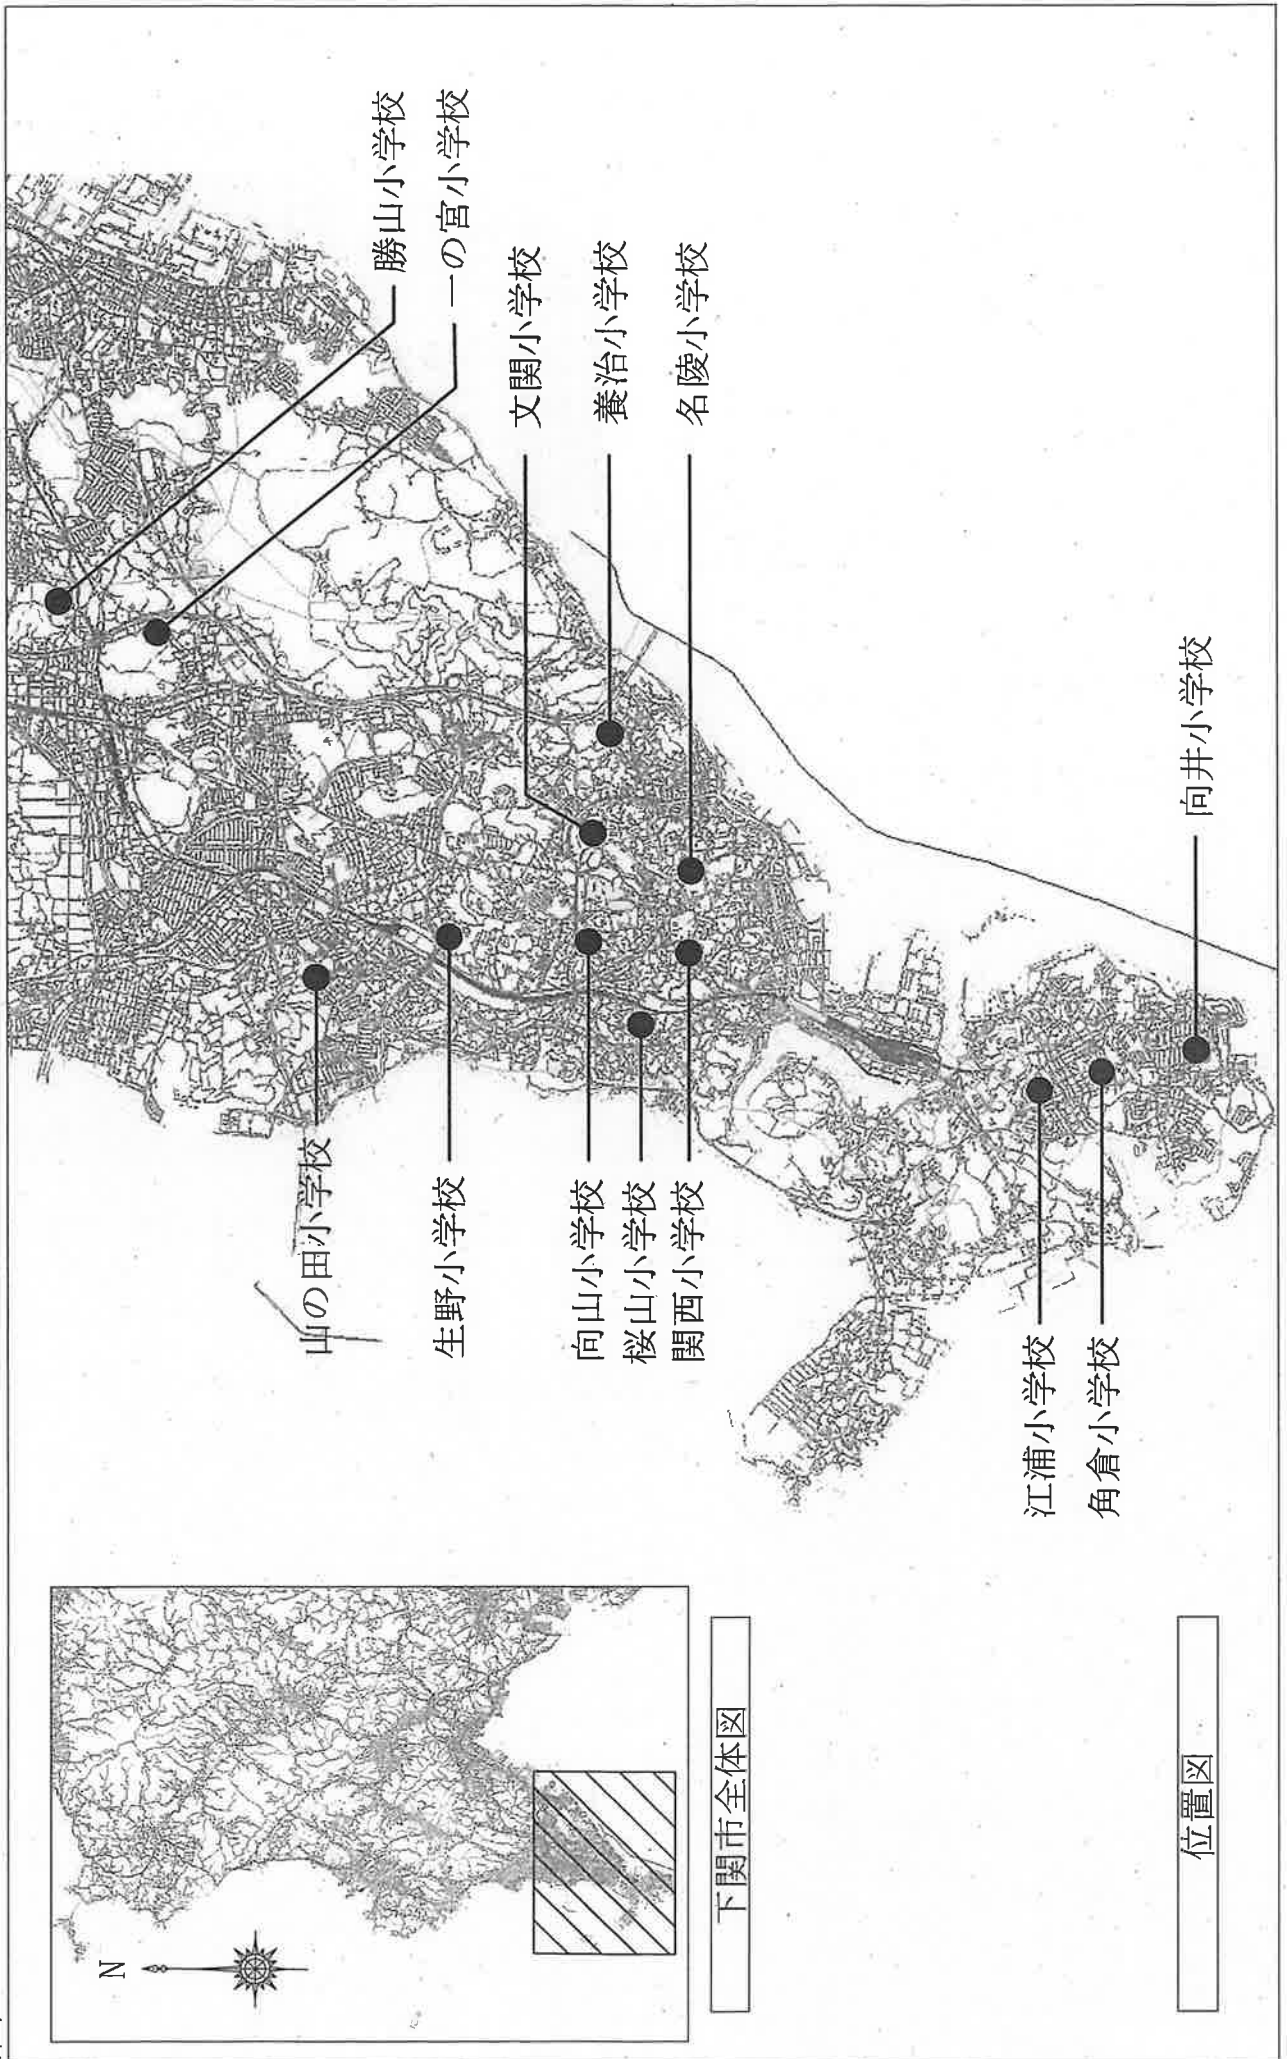 勝山小学校
一の宮小学校
文関小学校
養治小学校
名陵小学校
向井小学校
山の田小学校
生野小学校
向山小学校
桜山小学校
関西小学校
江浦小学校
角倉小学校
N
下関市全体図
位置図